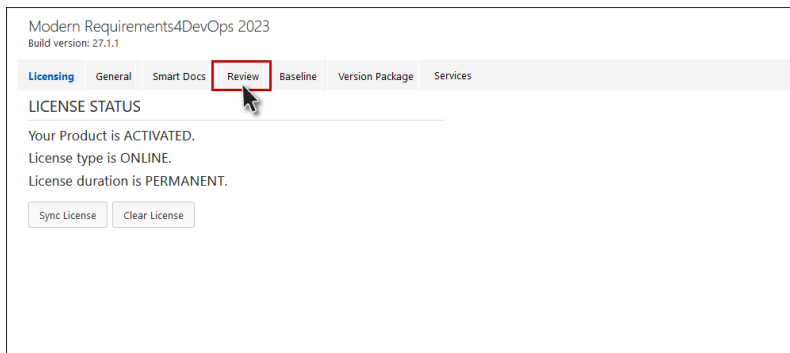 Modern Requirements4DevOps 2023
Build version: 27.1.1
Licensing General Smart Docs Review Baseline Version Package Services
LICENSE STATUS
Your Product is ACTIVATED.
License type is ONLINE.
License duration is PERMANENT.
Sync License Clear License